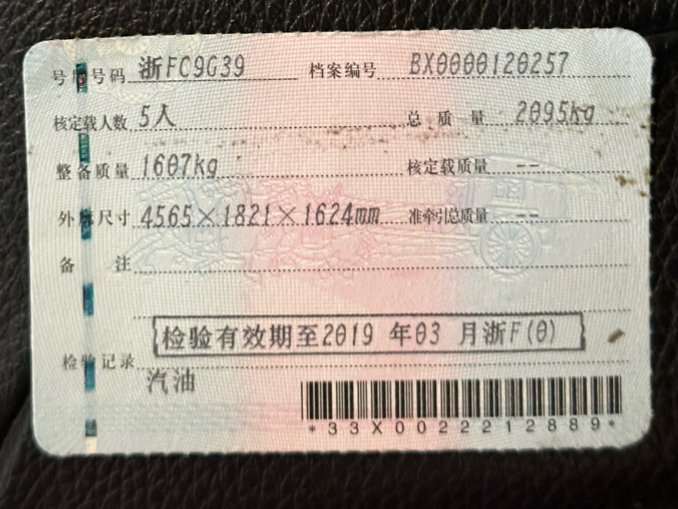 号牌号码 浙FC9G39 档案编号 BX0000120257
核定载人数 5人 总质量 2095kg
整备质量 1607kg 核定载质量 --
外廓尺寸 4565×1821×1624mm 准牵引总质量 --
备注
检验有效期至2019 年03 月浙F(0)
检验记录
汽油
*33X0022212889*